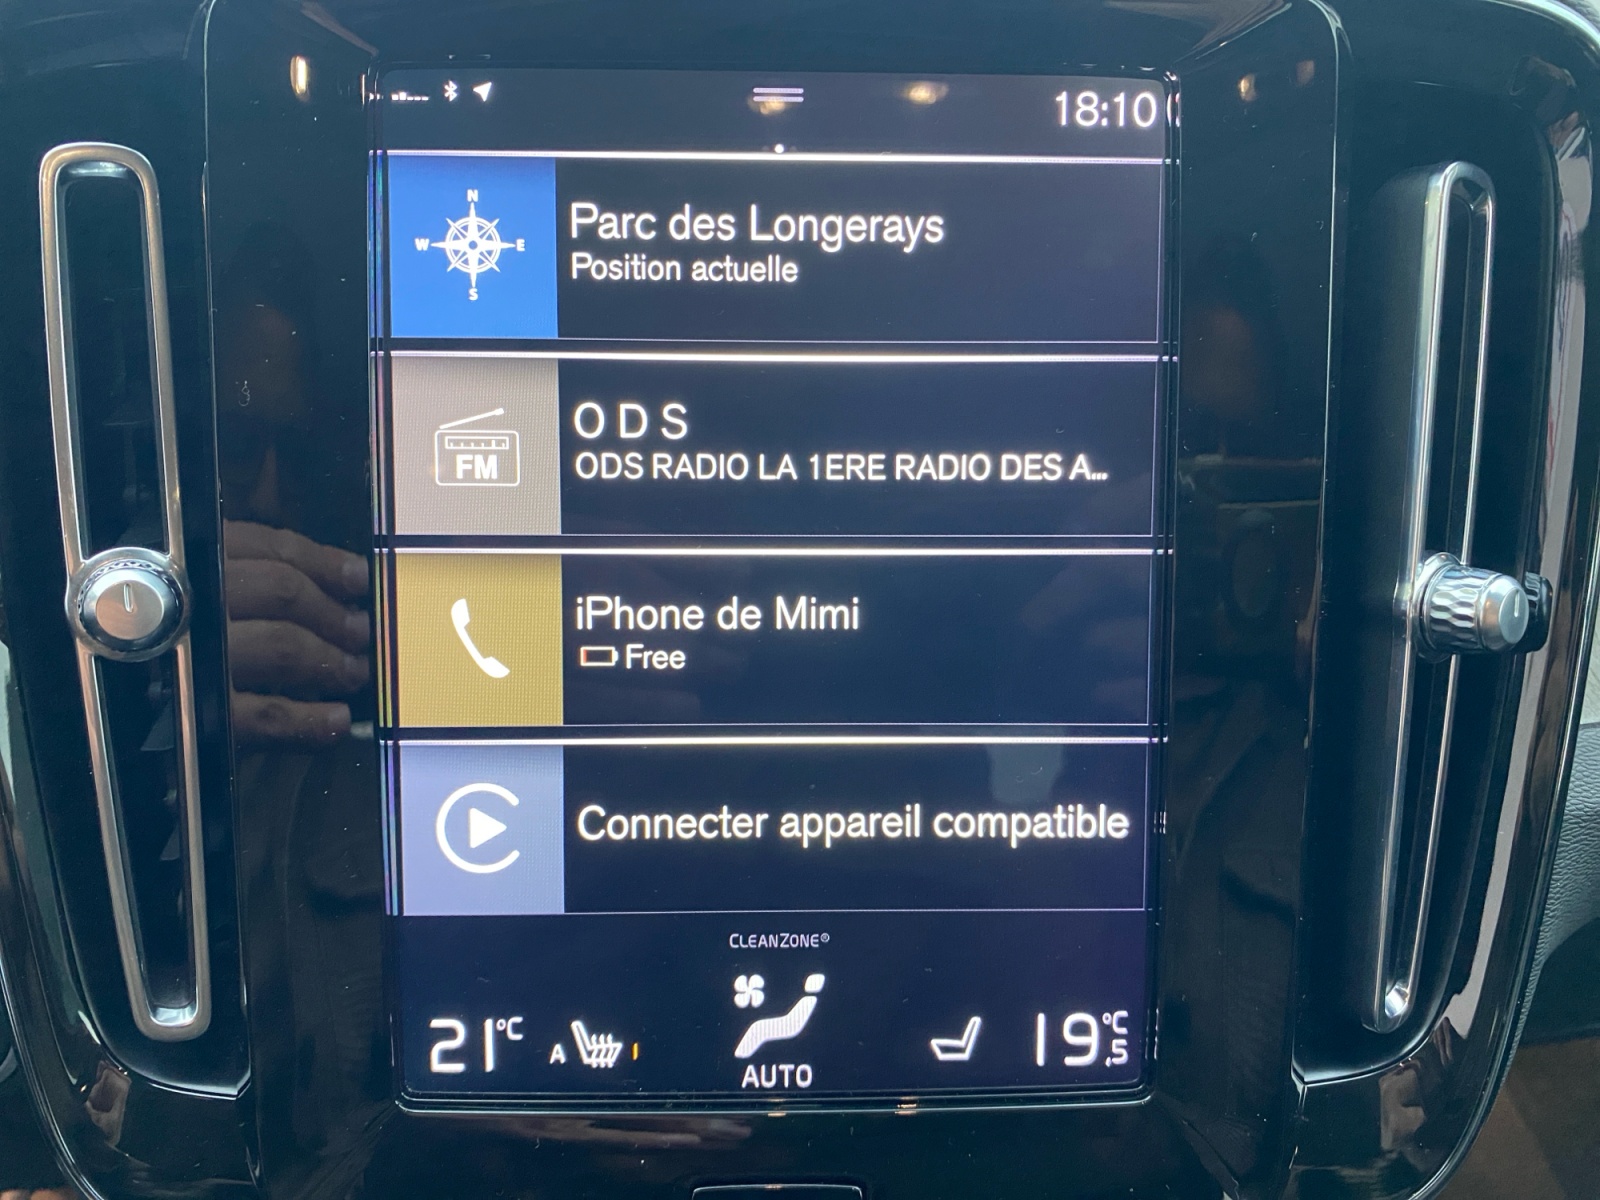 18:10
N
W E
S
Parc des Longerays
Position actuelle
O D S
ODS RADIO LA 1ERE RADIO DES A...
FM
iPhone de Mimi
Free
Connecter appareil compatible
CLEANZONE®
21°C
A
AUTO
19.5°C